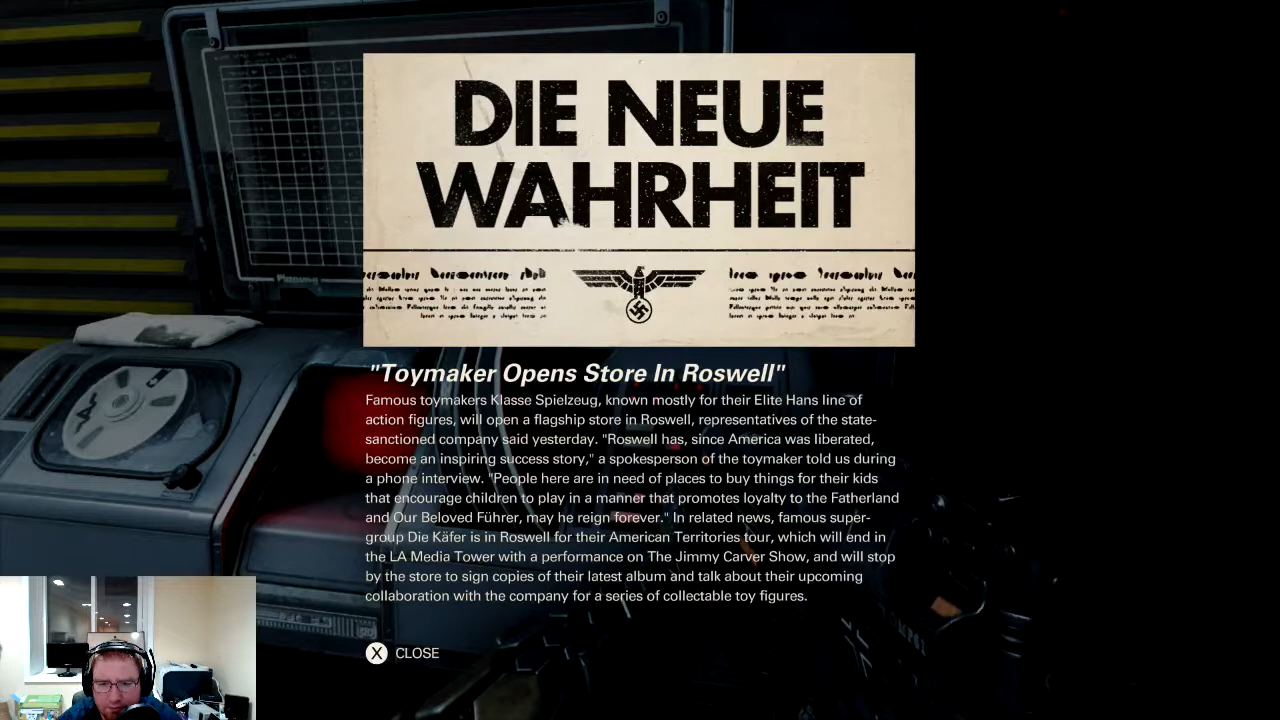 DIE NEUE
WAHRHEIT
"Toymaker Opens Store In Roswell"
Famous toymakers Klasse Spielzeug, known mostly for their Elite Hans line of
action figures, will open a flagship store in Roswell, representatives of the state-
sanctioned company said yesterday. "Roswell has, since America was liberated,
become an inspiring success story," a spokesperson of the toymaker told us during
a phone interview. "People here are in need of places to buy things for their kids
that encourage children to play in a manner that promotes loyalty to the Fatherland
and Our Beloved Führer, may he reign forever." In related news, famous super-
group Die Käfer is in Roswell for their American Territories tour, which will end in
the LA Media Tower with a performance on The Jimmy Carver Show, and will stop
by the store to sign copies of their latest album and talk about their upcoming
collaboration with the company for a series of collectable toy figures.
X CLOSE